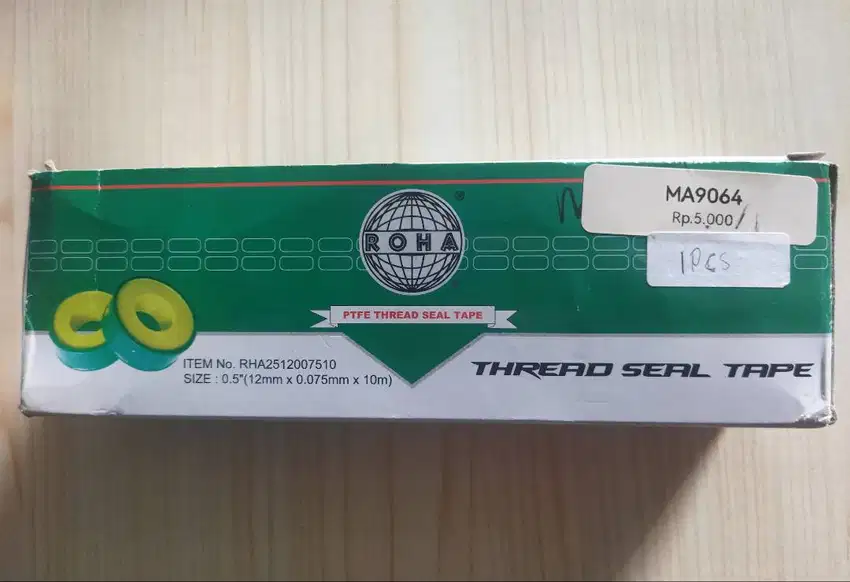 MA9064
Rp.5.000/1
1PCS
ROHA
®
PTFE THREAD SEAL TAPE
ITEM No. RHA2512007510
SIZE : 0.5"(12mm x 0.075mm x 10m)
THREAD SEAL TAPE